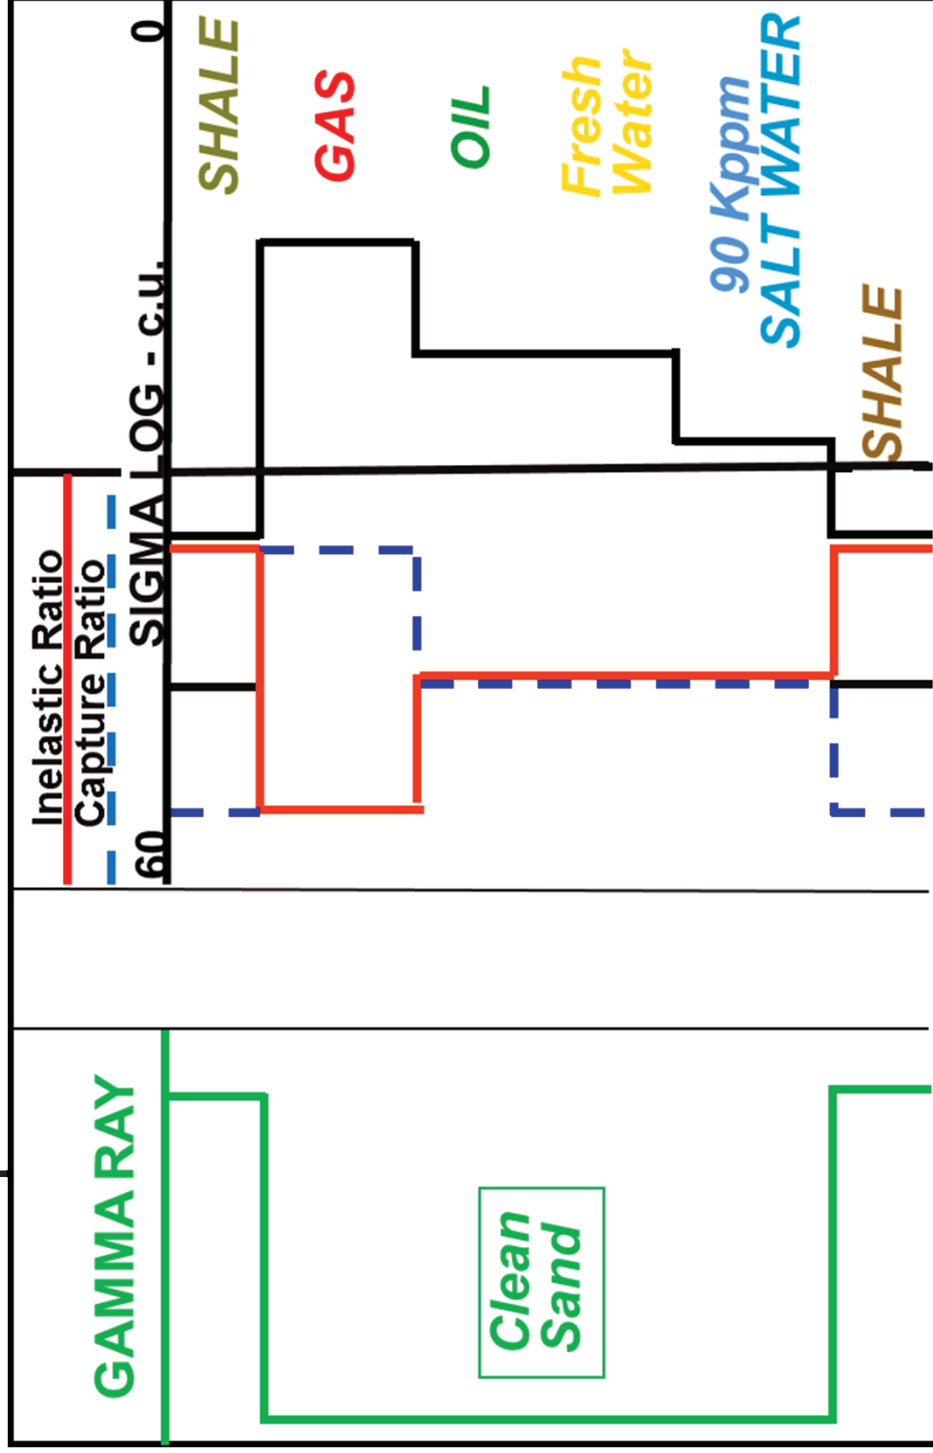 GAMMA RAY
Inelastic Ratio
Capture Ratio
60
SIGMA LOG - c.u.
0
SHALE
GAS
OIL
Fresh
Water
90 Kppm
SALT WATER
SHALE
Clean
Sand